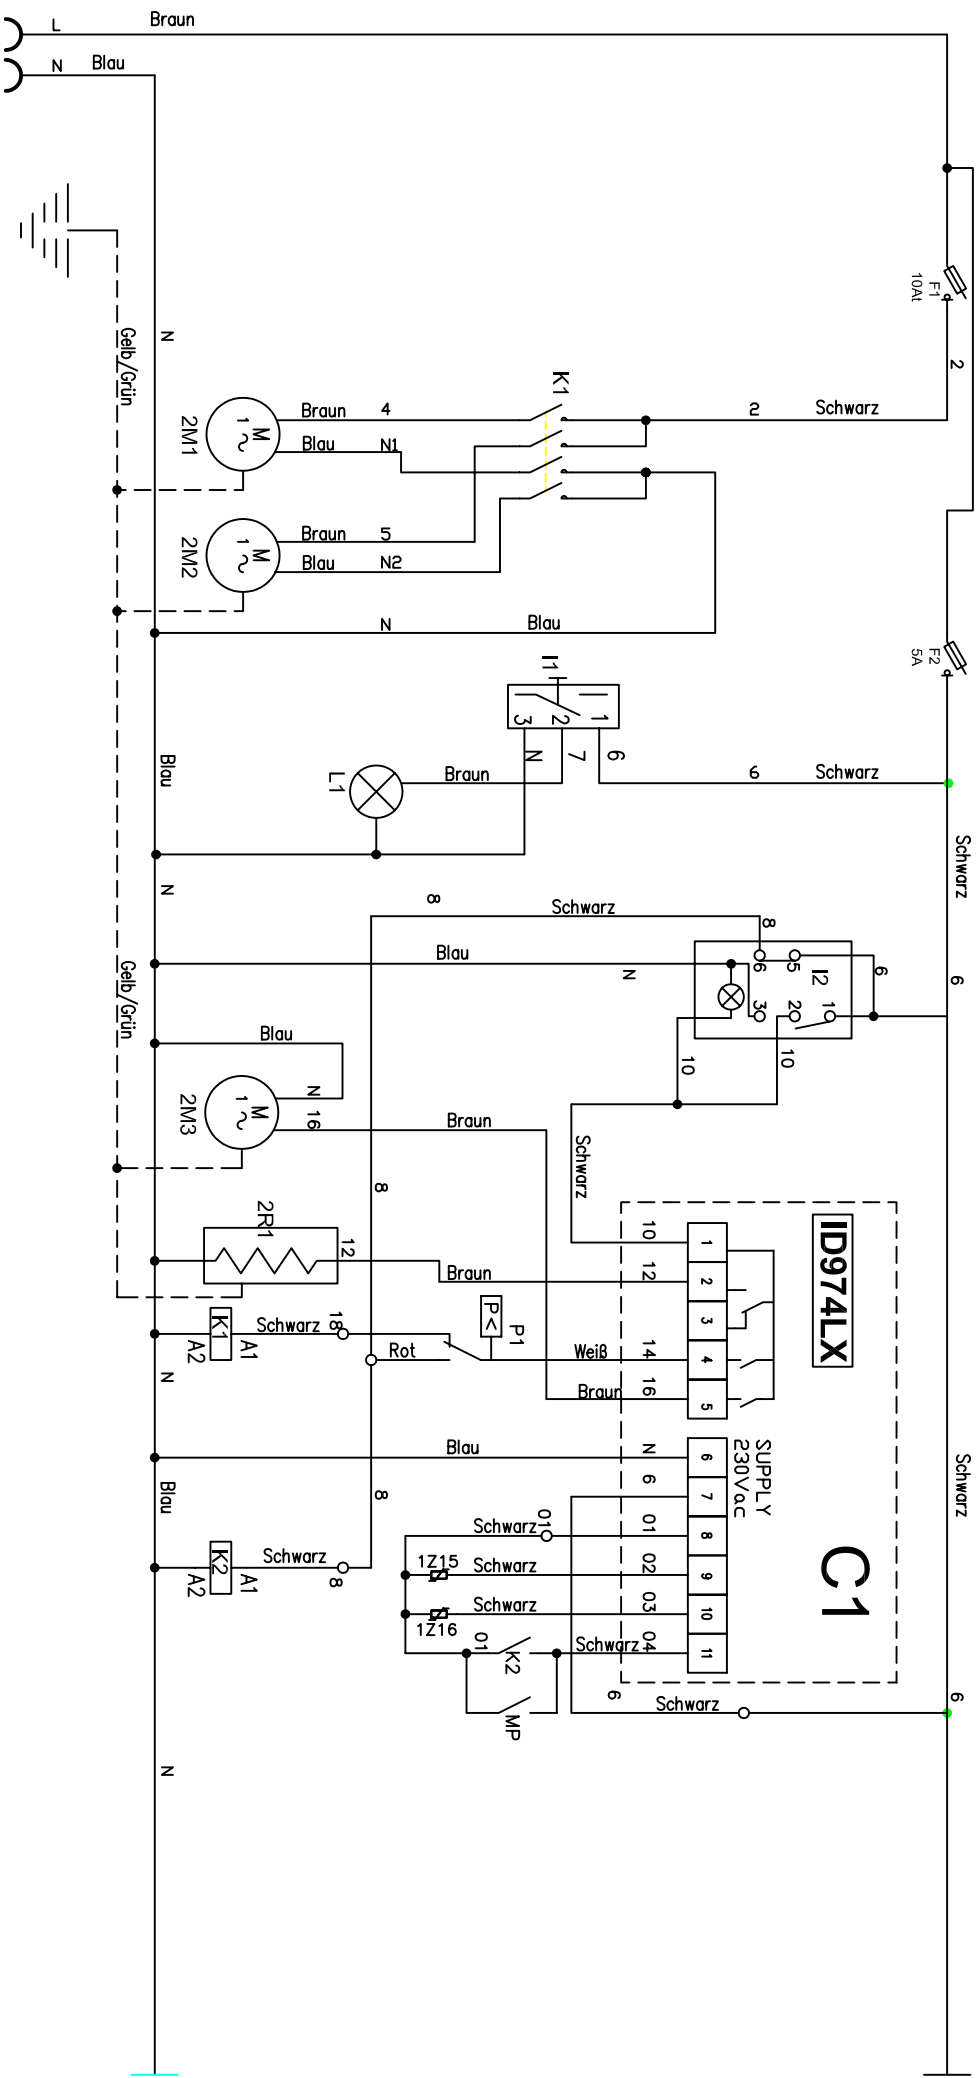 L
Braun
N
Blau
F1
10At
2
N
Gelb/Grün
K1
2
Schwarz
Braun
4
Blau
N1
2M1
M
1
~
Braun
5
Blau
N2
2M2
M
1
~
N
Blau
F2
5A
I1
1
2
3
6
7
N
Blau
L1
Braun
6
Schwarz
Schwarz
N
8
Schwarz
8
Blau
N
6
5
I2
6
3
2
1
6
10
10
Gelb/Grün
Blau
N
16
2M3
M
1
~
Braun
Schwarz
8
2R1
12
Braun
ID974LX
10
12
14
16
1
2
3
4
5
K1
A1
A2
Schwarz
18
Rot
P<
P1
Weiß
Braun
N
Blau
N
6
01
02
03
04
6
7
8
9
10
11
SUPPLY
230Vac
C1
Schwarz
Blau
8
K2
A1
A2
Schwarz
8
Schwarz
01
1Z15
Schwarz
1Z16
Schwarz
01
K2
Schwarz
MP
6
Schwarz
6
N